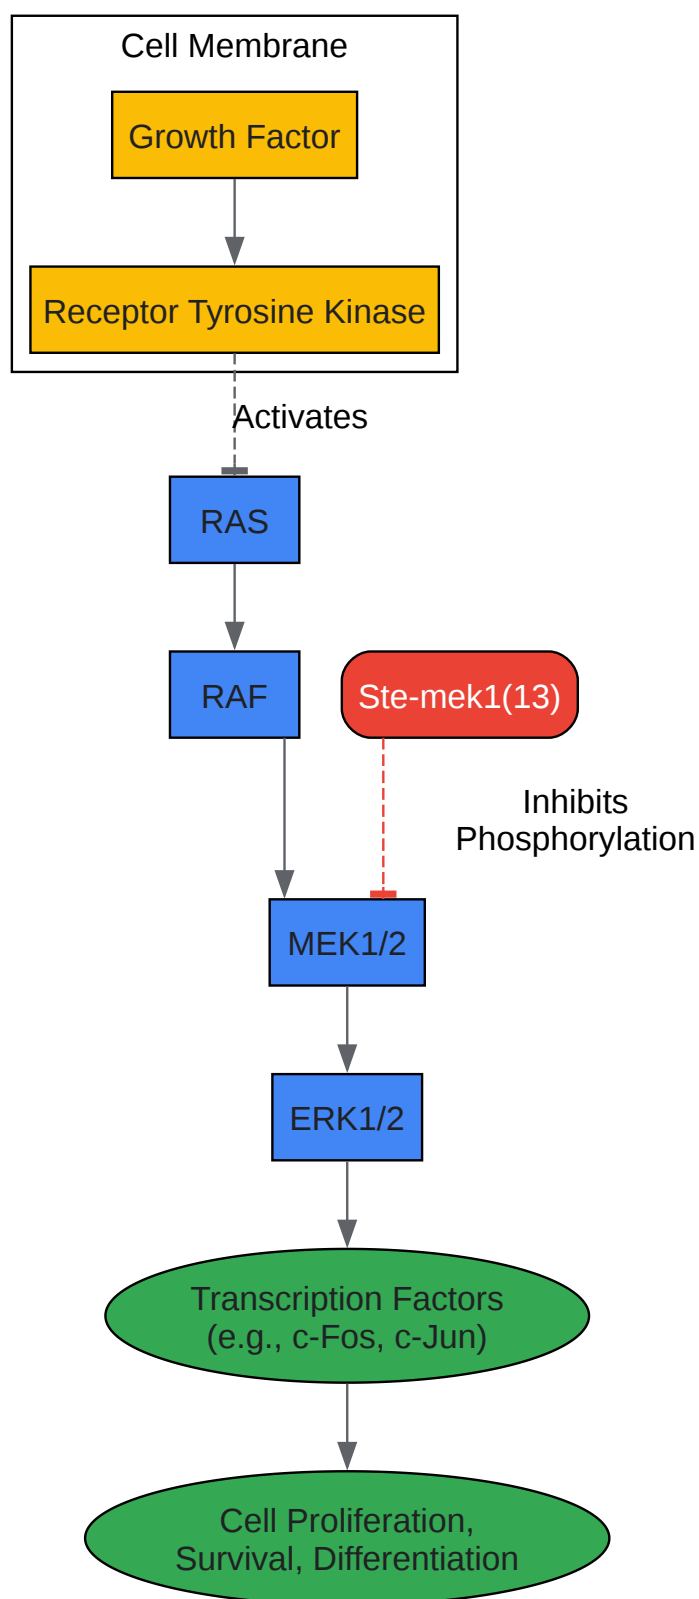 Cell Membrane
Growth Factor
Receptor Tyrosine Kinase
Activates
RAS
RAF
Ste-mek1(13)
Inhibits
Phosphorylation
MEK1/2
ERK1/2
Transcription Factors
(e.g., c-Fos, c-Jun)
Cell Proliferation,
Survival, Differentiation